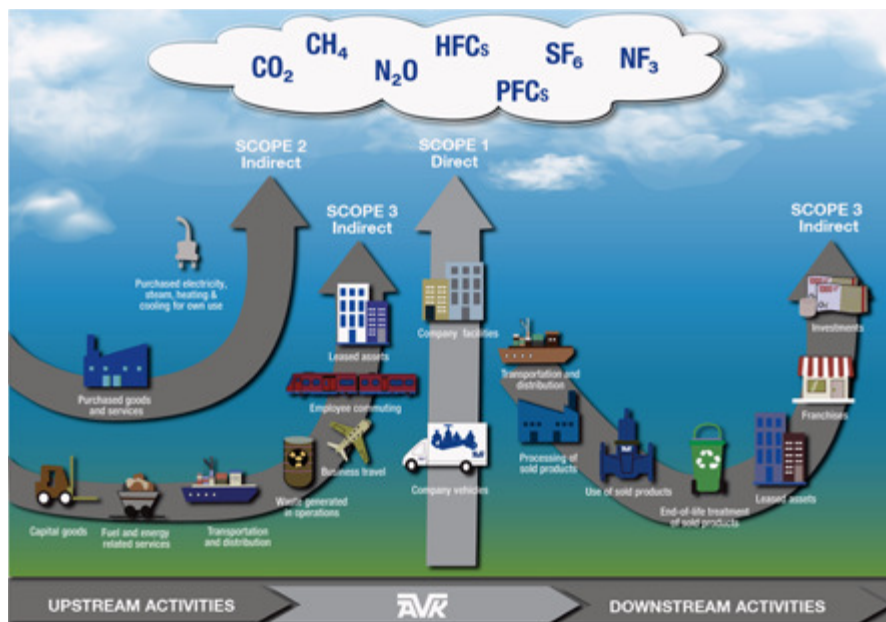 CO2
CH4
N2O
HFCs
PFCs
SF6
NF3
SCOPE 2
Indirect
SCOPE 1
Direct
SCOPE 3
Indirect
SCOPE 3
Indirect
Purchased electricity,
steam, heating &
cooling for own use
Purchased goods
and services
Leased assets
Employee commuting
Business travel
Waste generated
in operations
Capital goods
Fuel and energy
related services
Transportation
and distribution
Company facilities
Company vehicles
Transportation and
distribution
Processing of
sold products
Use of sold products
End-of-life treatment
of sold products
Leased assets
Franchises
Investments
UPSTREAM ACTIVITIES
AVK
DOWNSTREAM ACTIVITIES